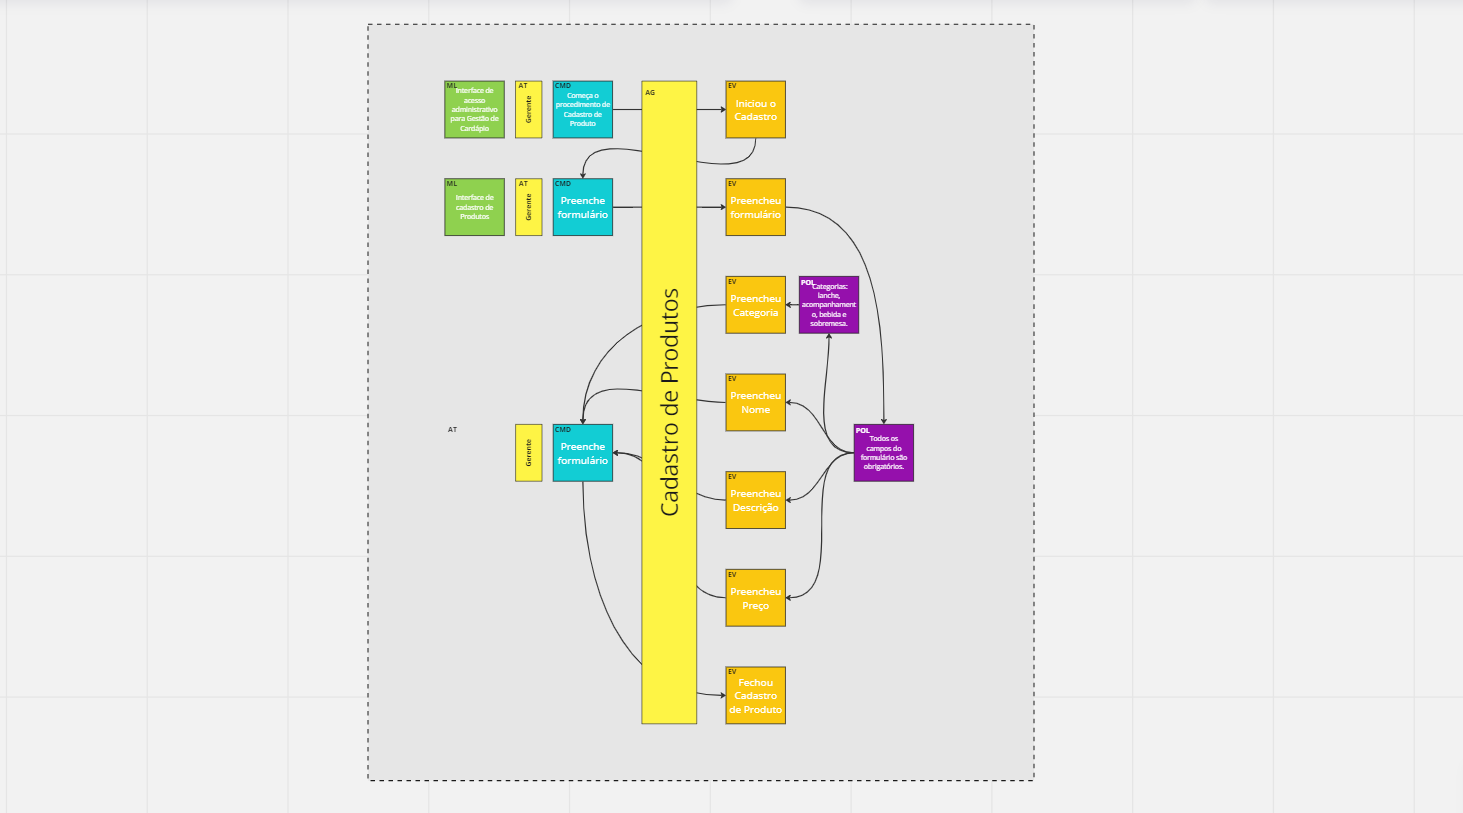 ML
Interface de
acesso
administrativo
para Gestão de
Cardápio
AT
Gerente
CMD
Começa o
procedimento de
Cadastro de
Produto
AG
Cadastro de Produtos
EV
Iniciou o
Cadastro
ML
Interface de
cadastro de
Produtos
AT
Gerente
CMD
Preenche
formulário
EV
Preencheu
formulário
EV
Preencheu
Categoria
POL
Categorias:
lanche,
acompanhament
o, bebida e
sobremesa.
EV
Preencheu
Nome
AT
Gerente
CMD
Preenche
formulário
POL
Todos os
campos do
formulário são
obrigatórios.
EV
Preencheu
Descrição
EV
Preencheu
Preço
EV
Fechou
Cadastro
de Produto